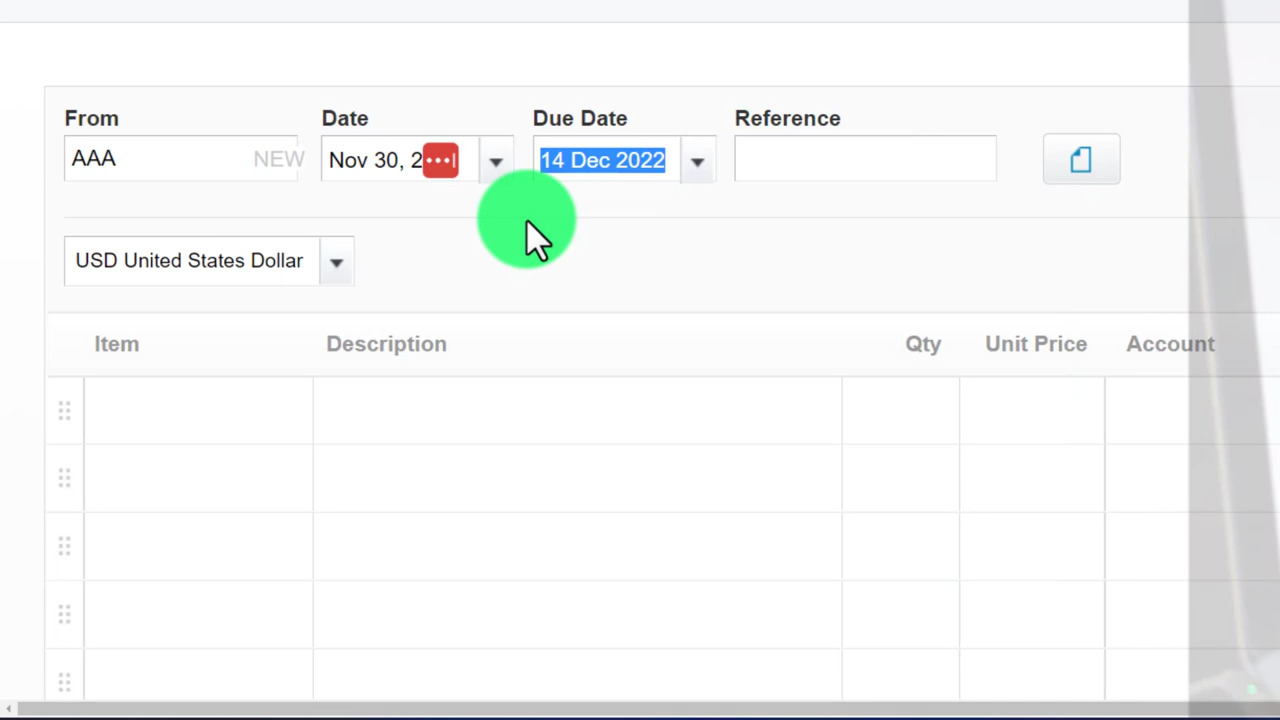 From Date Due Date Reference
AAA NEW Nov 30, 2 14 Dec 2022
USD United States Dollar
Item Description Qty Unit Price Account